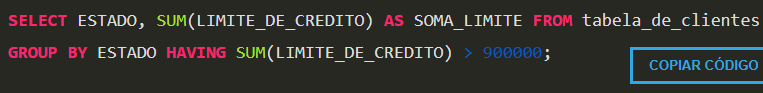 SELECT ESTADO, SUM(LIMITE_DE_CREDITO) AS SOMA_LIMITE FROM tabela_de_clientes
GROUP BY ESTADO HAVING SUM(LIMITE_DE_CREDITO) > 900000;
COPIAR CÓDIGO